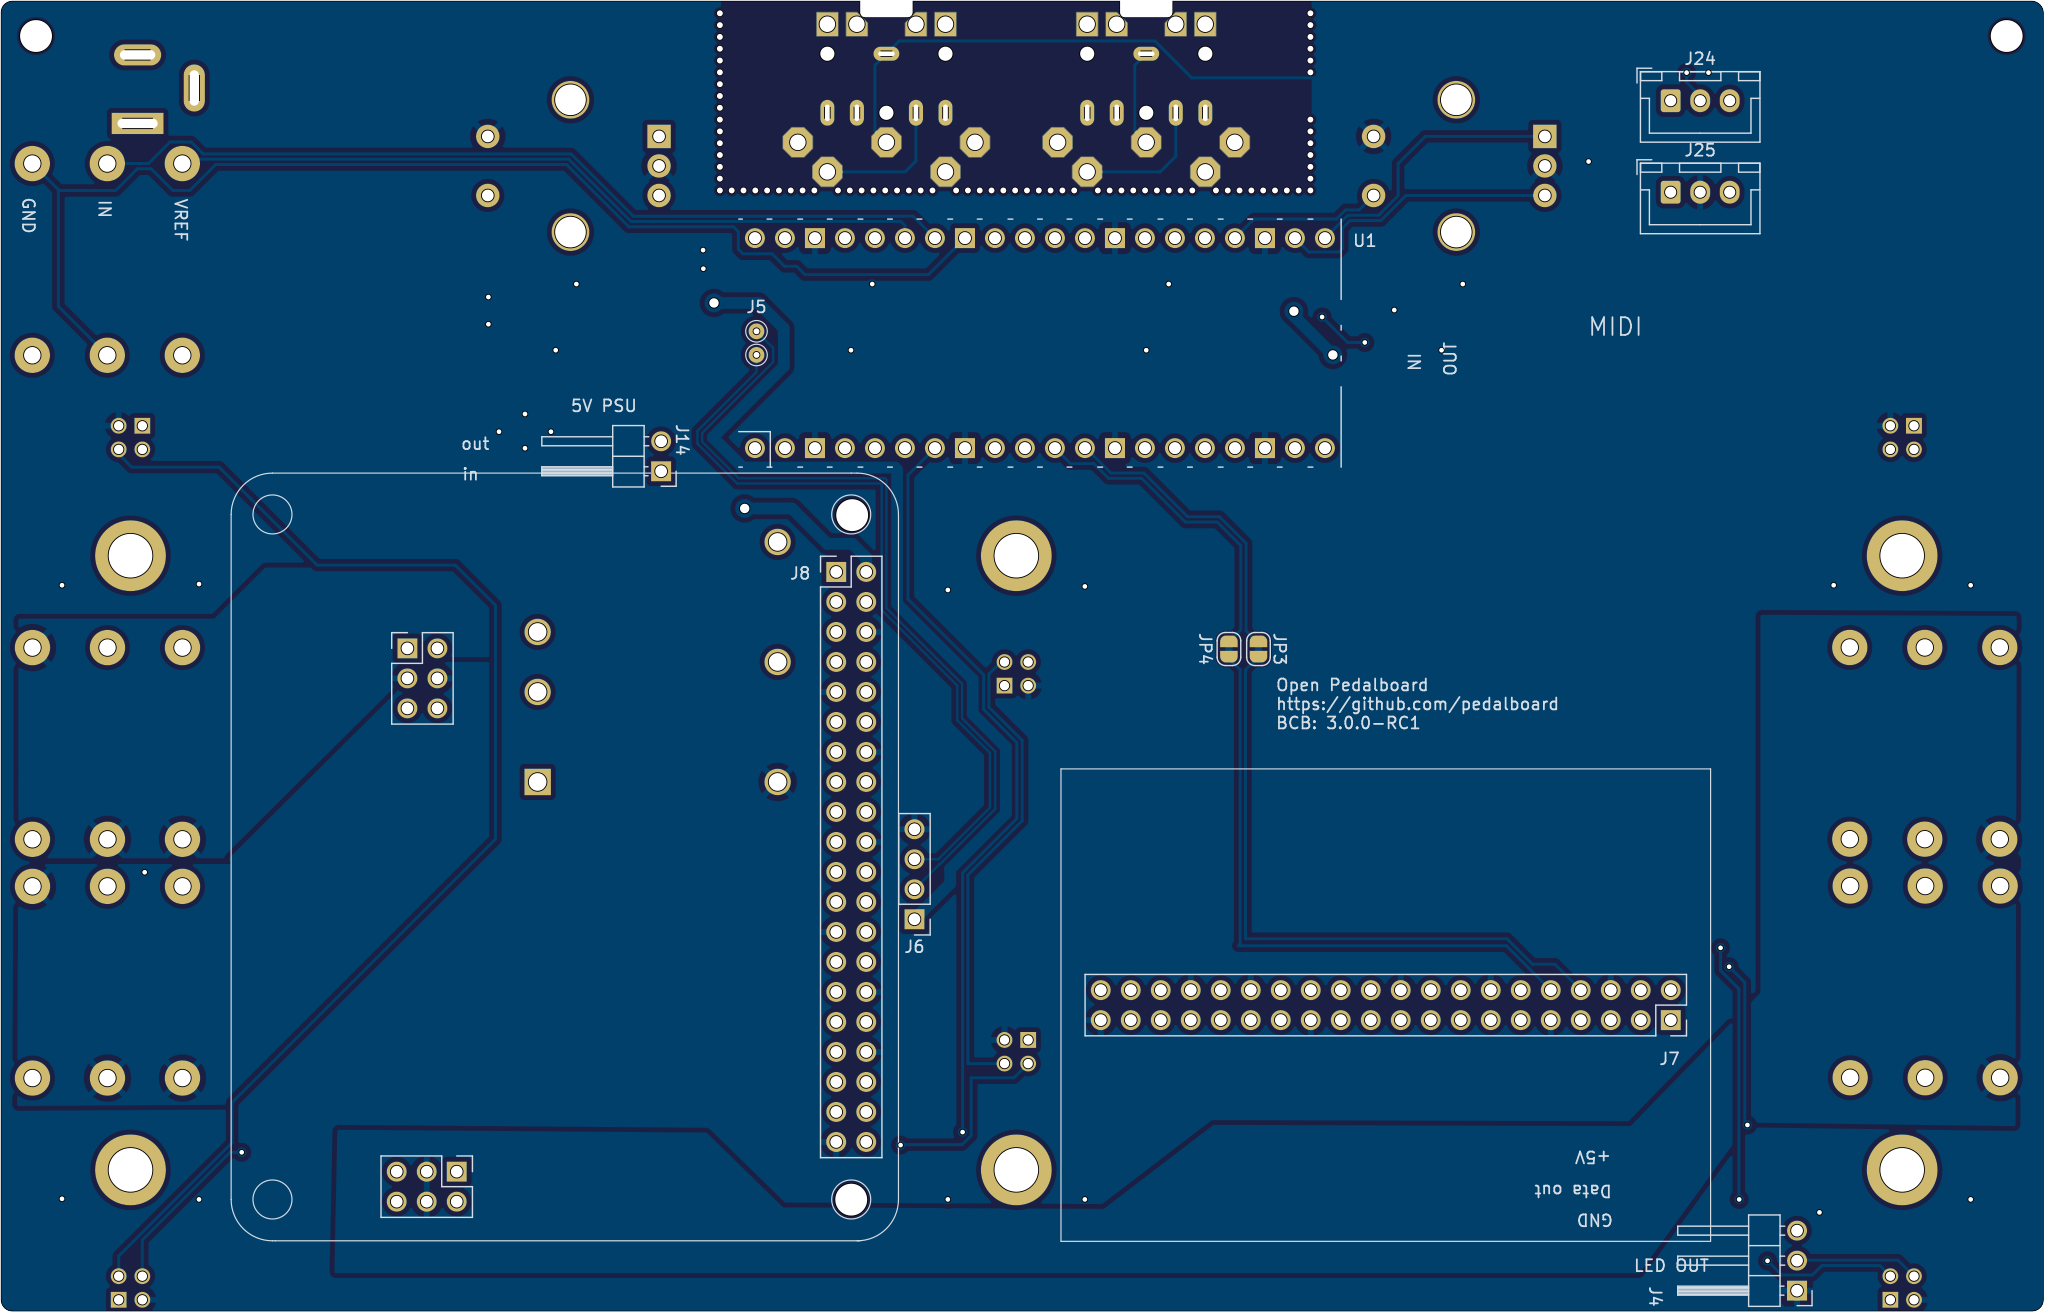 J24
J25
GND
IN
VREF
U1
J5
MIDI
IN
OUT
5V PSU
out
in
J14
J8
JP4
JP3
Open Pedalboard
https://github.com/pedalboard
BCB: 3.0.0-RC1
J6
J7
+5V
Data out
GND
LED OUT
J4